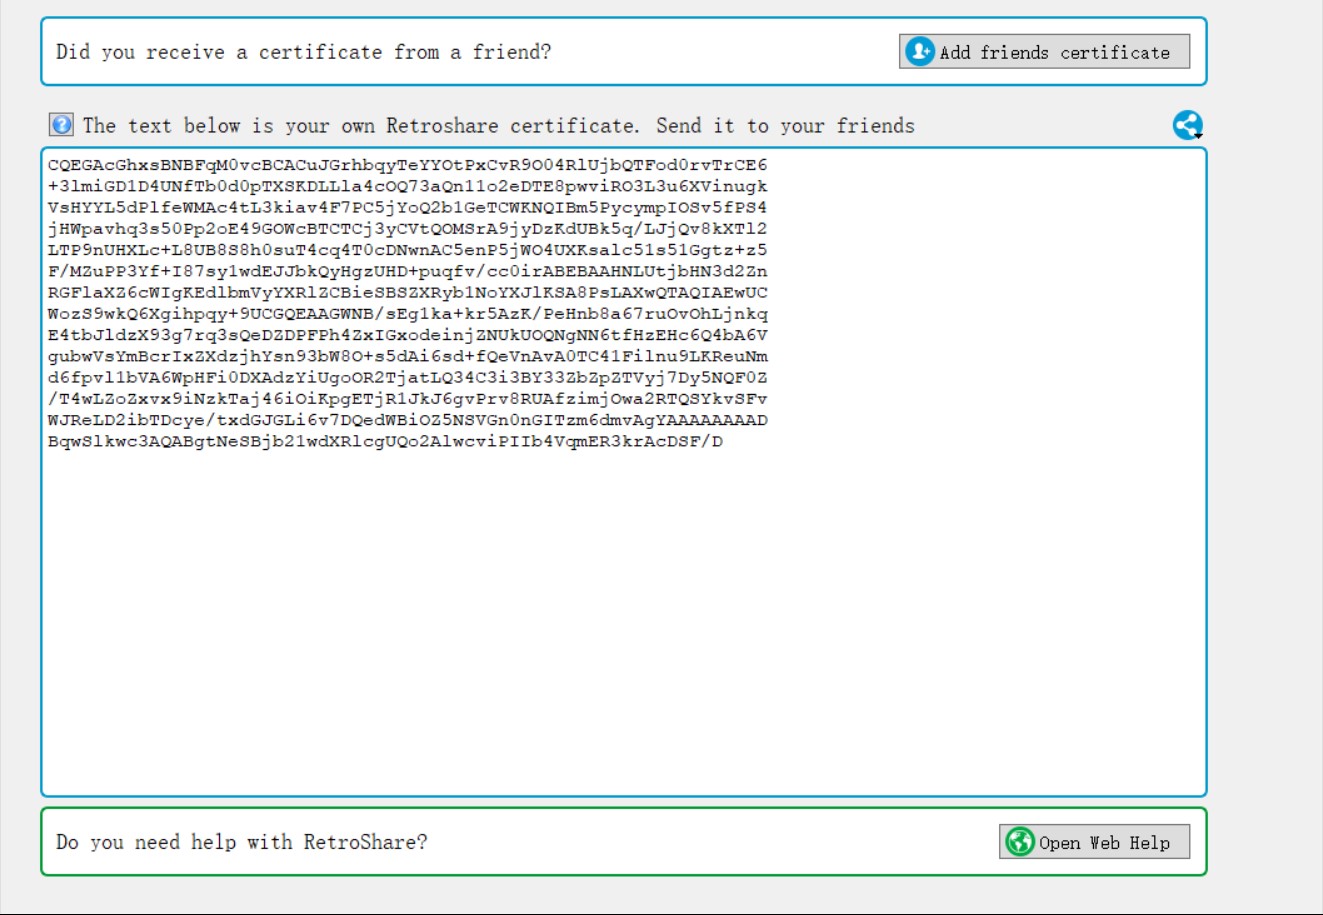 Did you receive a certificate from a friend?
Add friends certificate
The text below is your own Retroshare certificate. Send it to your friends
CQEGAcGhxsBNBFqM0vcBCACuJGrhbqyTeYYOtPxCvR9O04RlUjbQTFod0rvTrCE6
+3lmiGD1D4UNfTb0d0pTXSKDLLla4cOQ73aQn11o2eDTE8pwviRO3L3u6XVinugk
VsHYYL5dPlfeWMAc4tL3kiav4F7PC5jYoQ2b1GeTCWKNQIBm5PycympIOSv5fPS4
jHWpavhq3s50Pp2oE49GOWcBTCTCj3yCVtQOMSrA9jyDzKdUBk5q/LJjQv8kXTl2
LTP9nUHXLc+L8UB8S8h0suT4cq4T0cDNwnAC5enP5jWO4UXKsalc51s51Ggtz+z5
F/MZuPP3Yf+I87sy1wdEJJbkQyHgzUHD+puqfv/cc0irABEBAAHNLUtjbHN3d2Zn
RGFlaXZ6cWIgKEdlbmVyYXRlZCBieSBSZXRyb1NoYXJlKSA8PsLAXwQTAQIAEwUC
WozS9wkQ6Xgihpqy+9UCGQEAAGWNB/sEg1ka+kr5AzK/PeHnb8a67ruOvOhLjnkq
E4tbJldzX93g7rq3sQeDZDPFPh4ZxIGxodeinjZNUkUOQNgNN6tfHzEHc6Q4bA6V
gubwVsYmBcrIxZXdzjhYsn93bW8O+s5dAi6sd+fQeVnAvA0TC41Filnu9LKReuNm
d6fpvl1bVA6WpHFi0DXAdzYiUgoOR2TjatLQ34C3i3BY33ZbZpZTVyj7Dy5NQF0Z
/T4wLZoZxvx9iNzkTaj46iOiKpgETjR1JkJ6gvPrv8RUAfzimjOwa2RTQSYkvSFv
WJReLD2ibTDcye/txdGJGLi6v7DQedWBiOZ5NSVGn0nGITzm6dmvAgYAAAAAAAAD
BqwSlkwc3AQABgtNeSBjb21wdXRlcgUQo2AlwcviPIIb4VqmER3krAcDSF/D
Do you need help with RetroShare?
Open Web Help